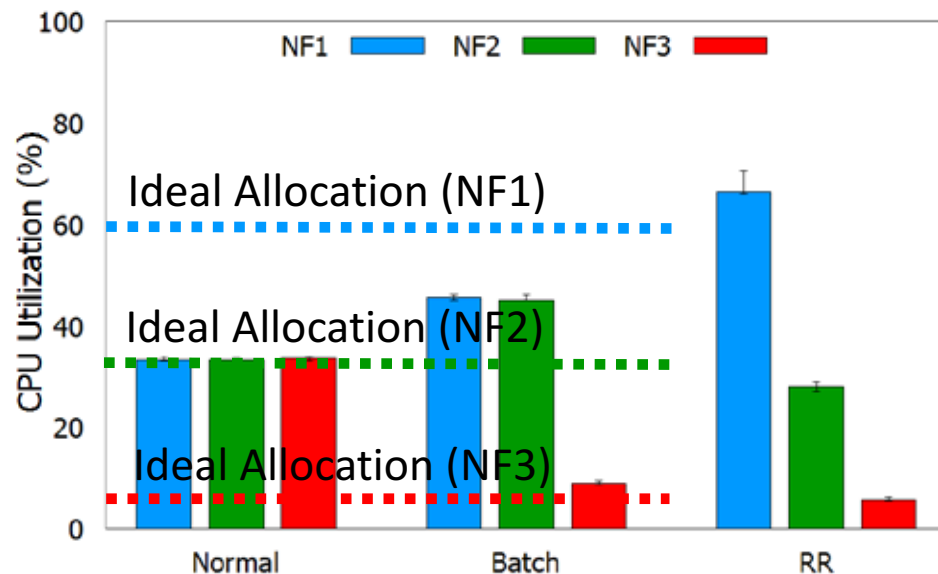 100
NF1 NF2 NF3
80
Ideal Allocation (NF1)
60
CPU Utilization (%)
40
Ideal Allocation (NF2)
20
Ideal Allocation (NF3)
0
Normal Batch RR